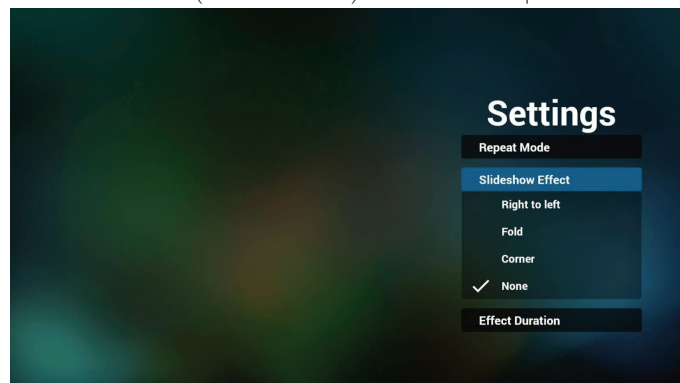 Settings
Repeat Mode
Slideshow Effect
Right to left
Fold
Corner
None
Effect Duration